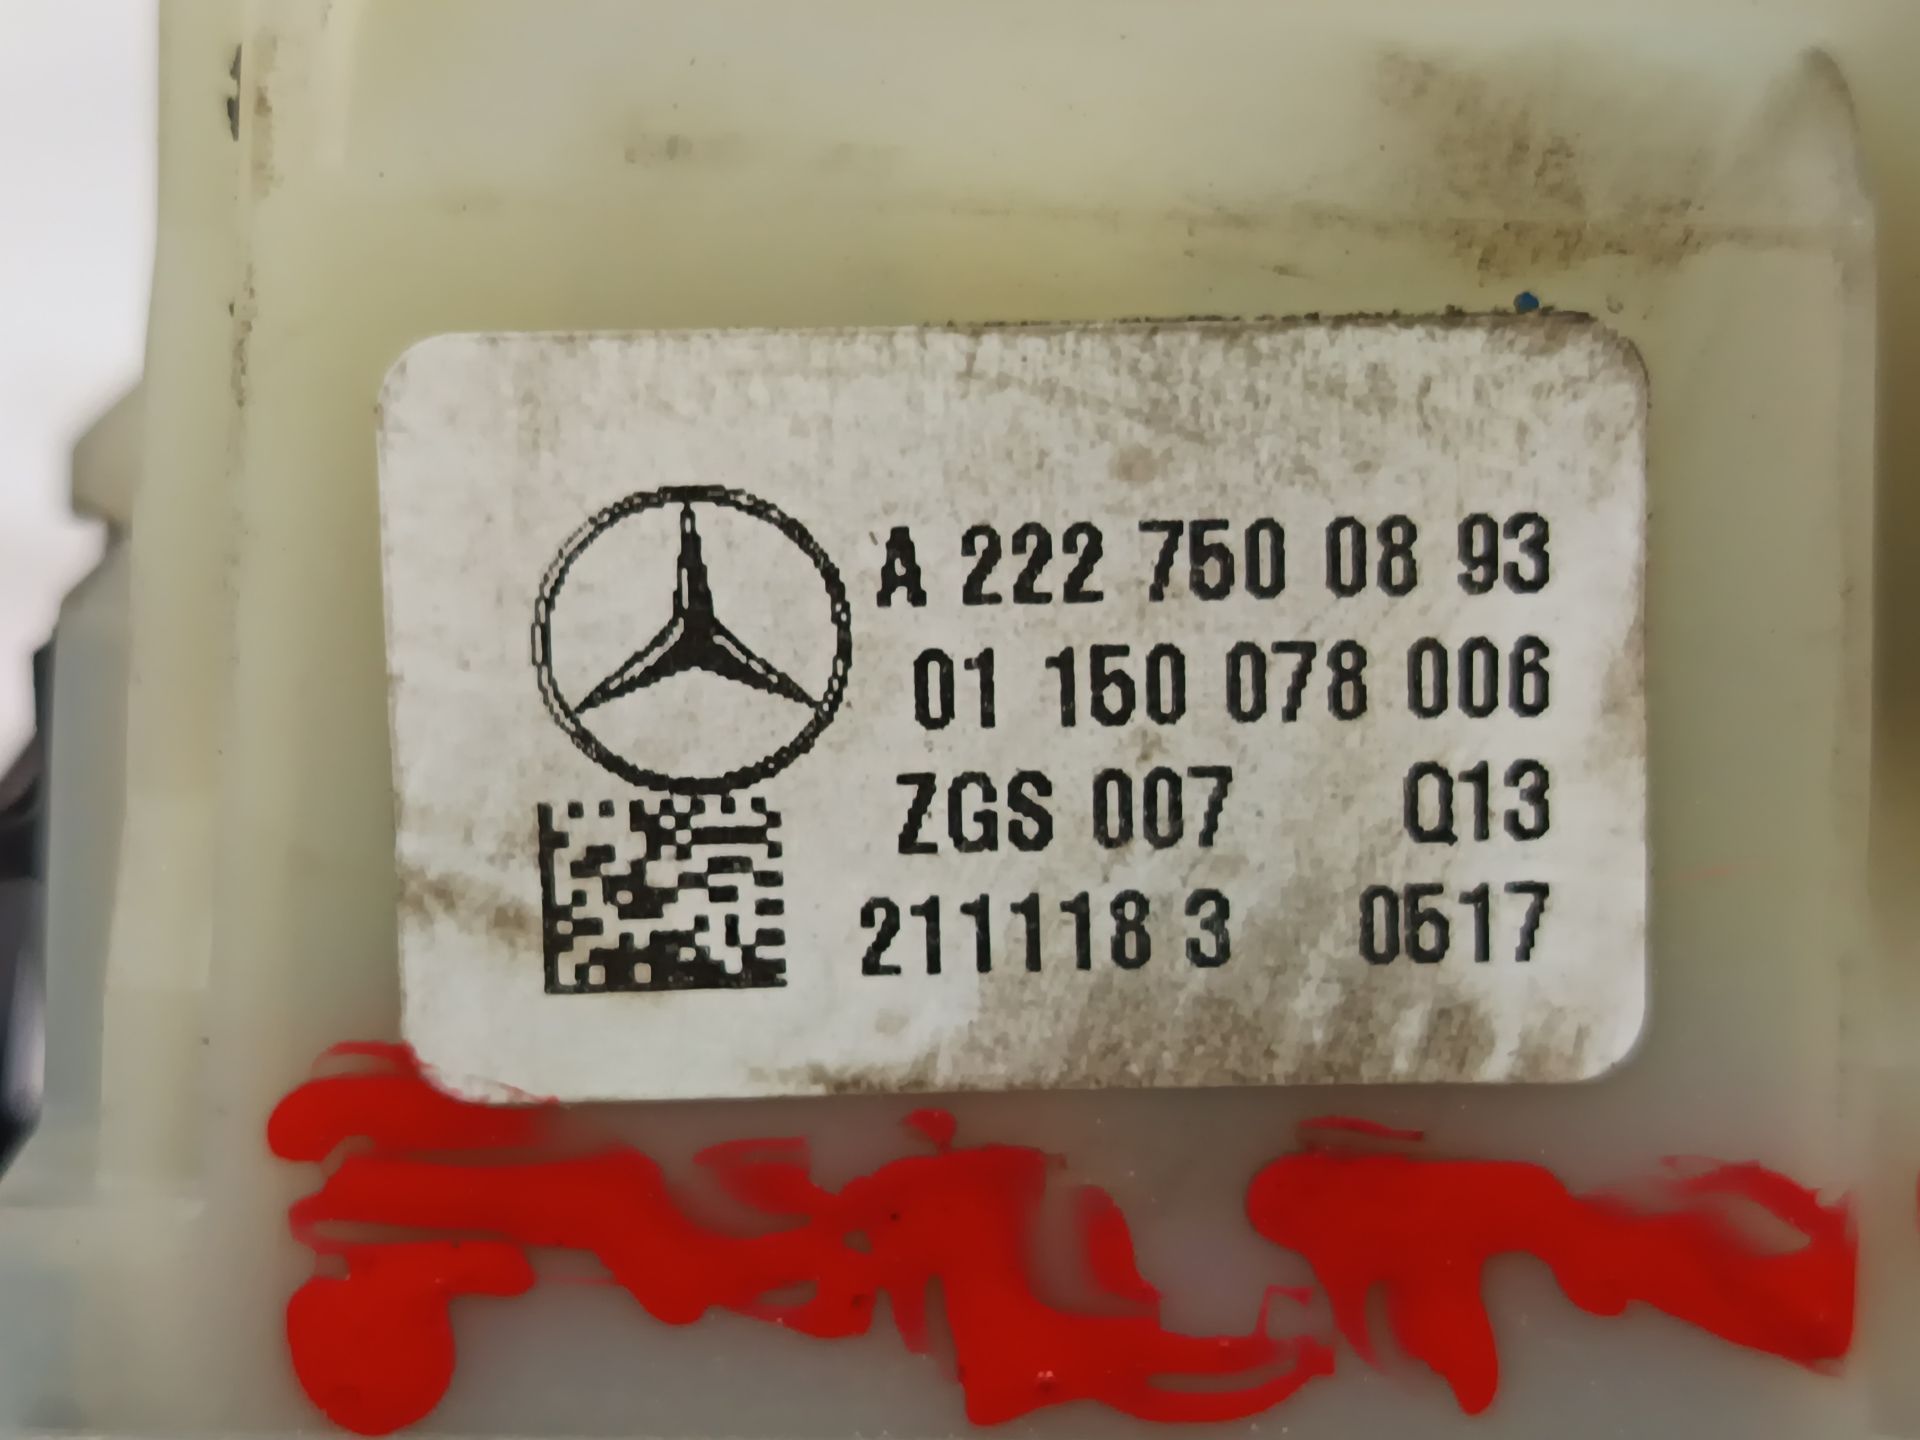 A 222 750 08 93
01 150 078 006
ZGS 007 Q13
211118 3 0517